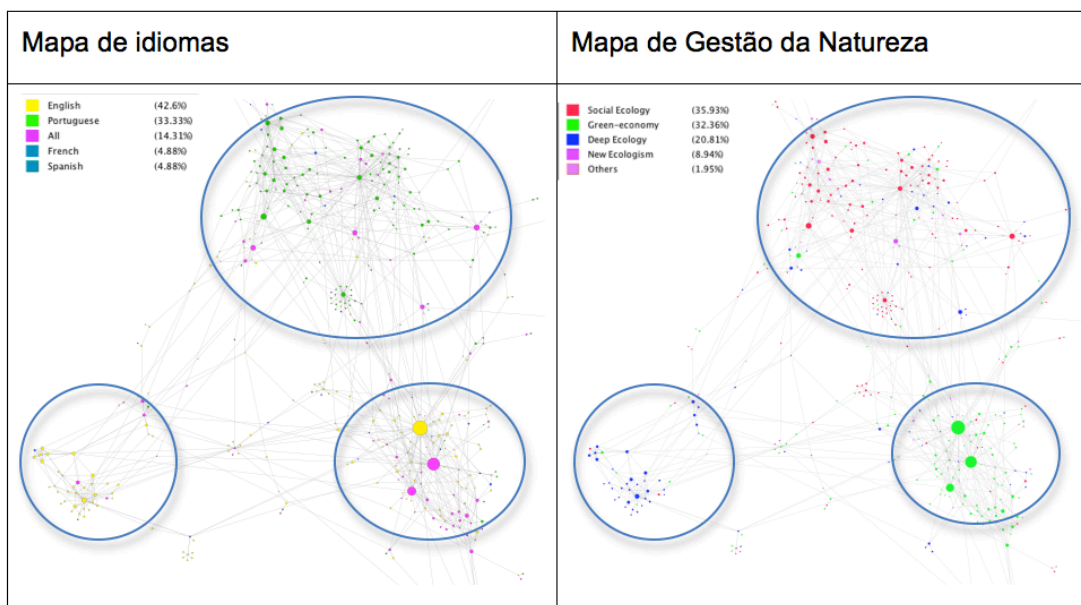 Mapa de idiomas
English (42.6%)
Portuguese (33.33%)
All (14.31%)
French (4.88%)
Spanish (4.88%)
Mapa de Gestão da Natureza
Social Ecology (35.93%)
Green-economy (32.36%)
Deep Ecology (20.81%)
New Ecologism (8.94%)
Others (1.95%)